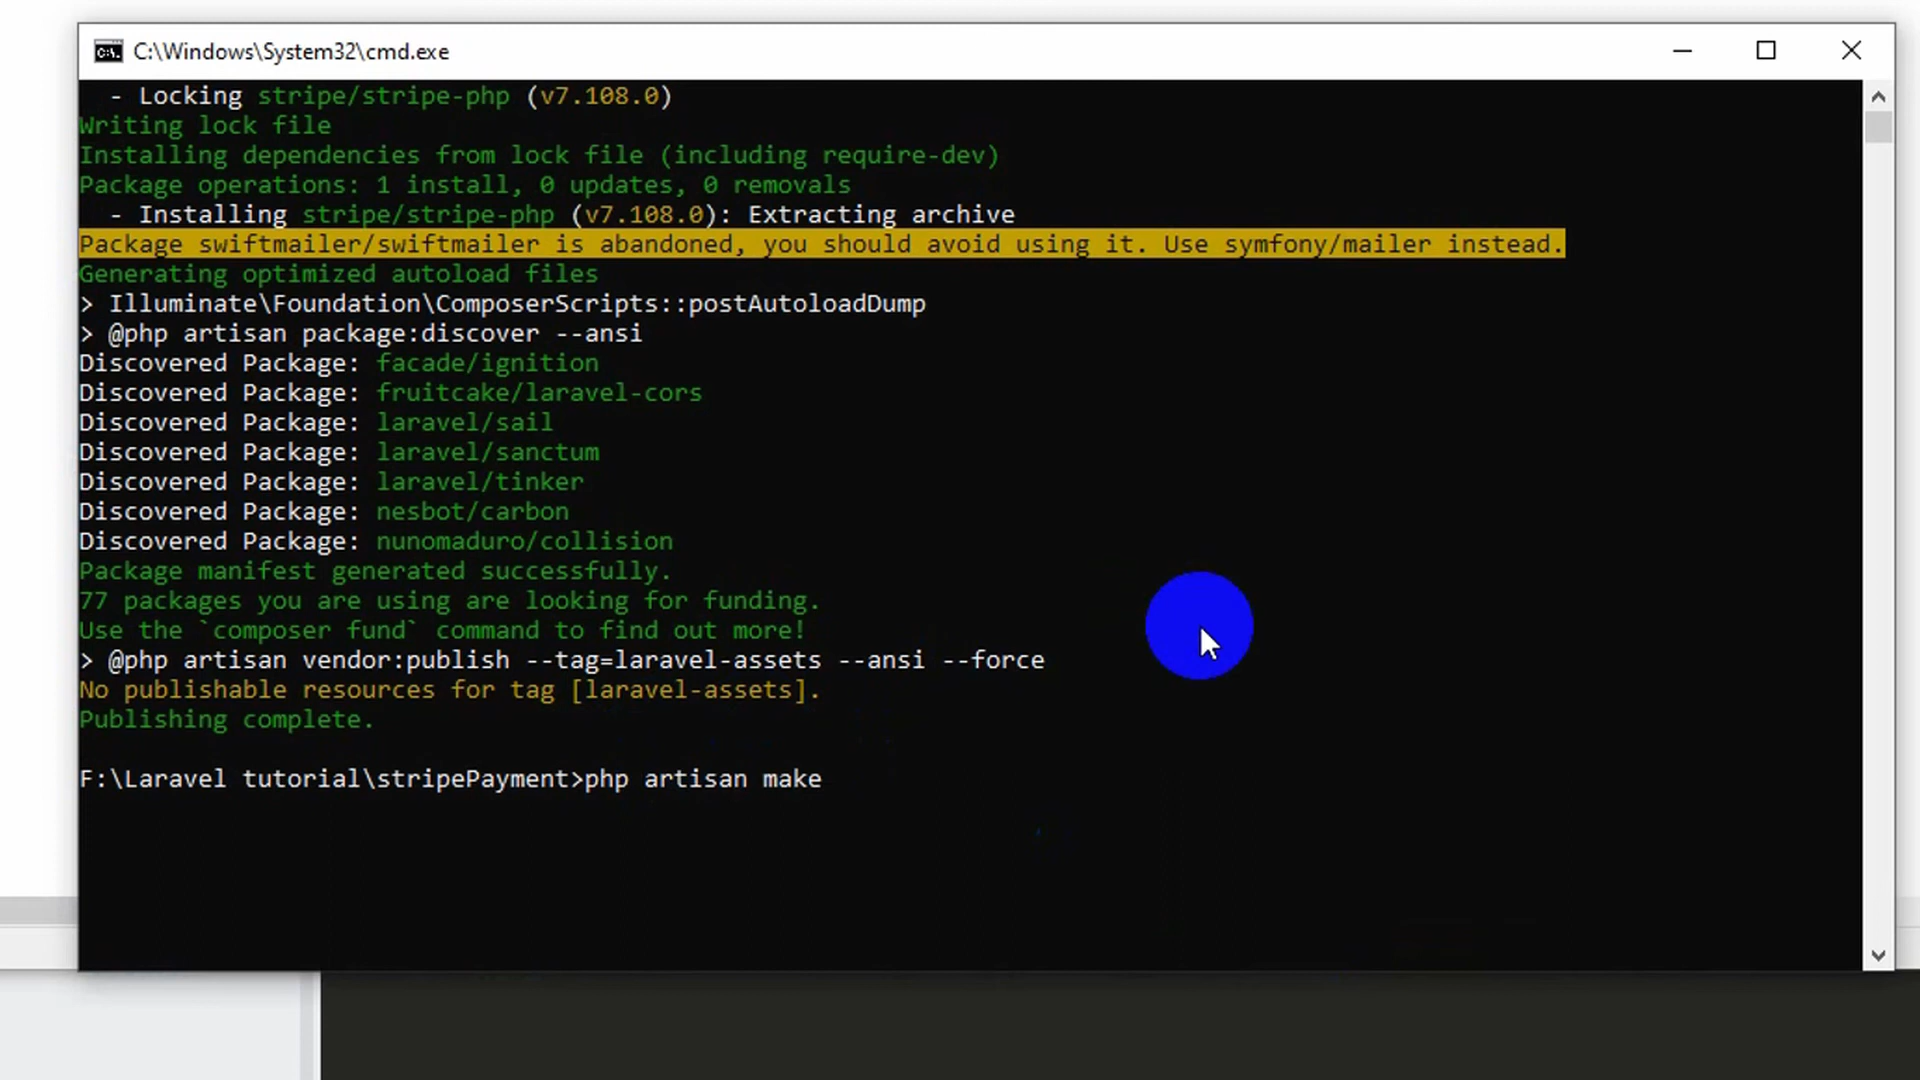 C:\Windows\System32\cmd.exe
- Locking stripe/stripe-php (v7.108.0)
Writing lock file
Installing dependencies from lock file (including require-dev)
Package operations: 1 install, 0 updates, 0 removals
- Installing stripe/stripe-php (v7.108.0): Extracting archive
Package swiftmailer/swiftmailer is abandoned, you should avoid using it. Use symfony/mailer instead.
Generating optimized autoload files
> Illuminate\Foundation\ComposerScripts::postAutoloadDump
> @php artisan package:discover --ansi
Discovered Package: facade/ignition
Discovered Package: fruitcake/laravel-cors
Discovered Package: laravel/sail
Discovered Package: laravel/sanctum
Discovered Package: laravel/tinker
Discovered Package: nesbot/carbon
Discovered Package: nunomaduro/collision
Package manifest generated successfully.
77 packages you are using are looking for funding.
Use the `composer fund` command to find out more!
> @php artisan vendor:publish --tag=laravel-assets --ansi --force
No publishable resources for tag [laravel-assets].
Publishing complete.
F:\Laravel tutorial\stripePayment>php artisan make